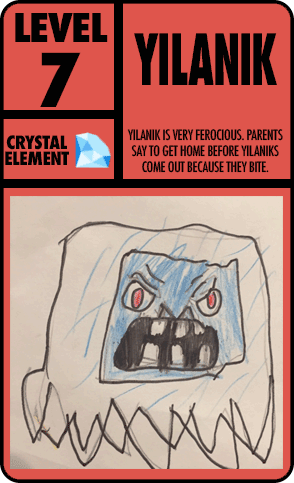 LEVEL
7
YILANIK
CRYSTAL
ELEMENT
YILANIK IS VERY FEROCIOUS. PARENTS
SAY TO GET HOME BEFORE YILANIKS
COME OUT BECAUSE THEY BITE.